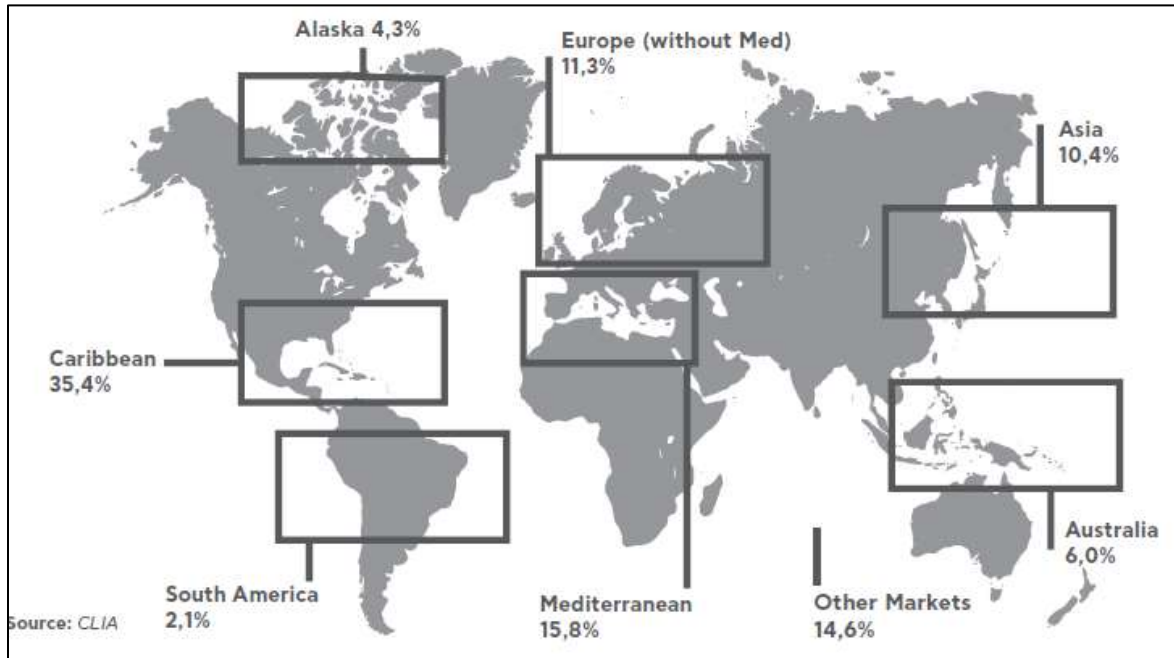 Alaska 4,3%
Europe (without Med)
11,3%
Asia
10,4%
Caribbean
35,4%
South America
2,1%
Mediterranean
15,8%
Other Markets
14,6%
Australia
6,0%
Source: CLIA